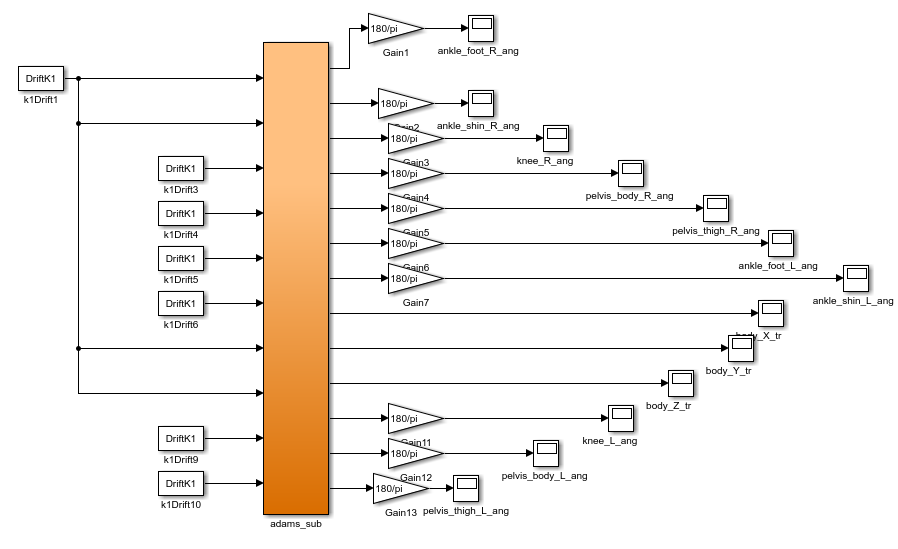 180/pi
Gain1
ankle_foot_R_ang
DriftK1
k1Drift1
180/pi
Gain2
ankle_shin_R_ang
180/pi
Gain3
knee_R_ang
DriftK1
k1Drift3
180/pi
Gain4
pelvis_body_R_ang
DriftK1
k1Drift4
180/pi
Gain5
pelvis_thigh_R_ang
DriftK1
k1Drift5
180/pi
Gain6
ankle_foot_L_ang
180/pi
Gain7
ankle_shin_L_ang
DriftK1
k1Drift6
body_X_tr
body_Y_tr
body_Z_tr
180/pi
Gain11
knee_L_ang
DriftK1
k1Drift9
180/pi
Gain12
pelvis_body_L_ang
DriftK1
k1Drift10
180/pi
Gain13
pelvis_thigh_L_ang
adams_sub